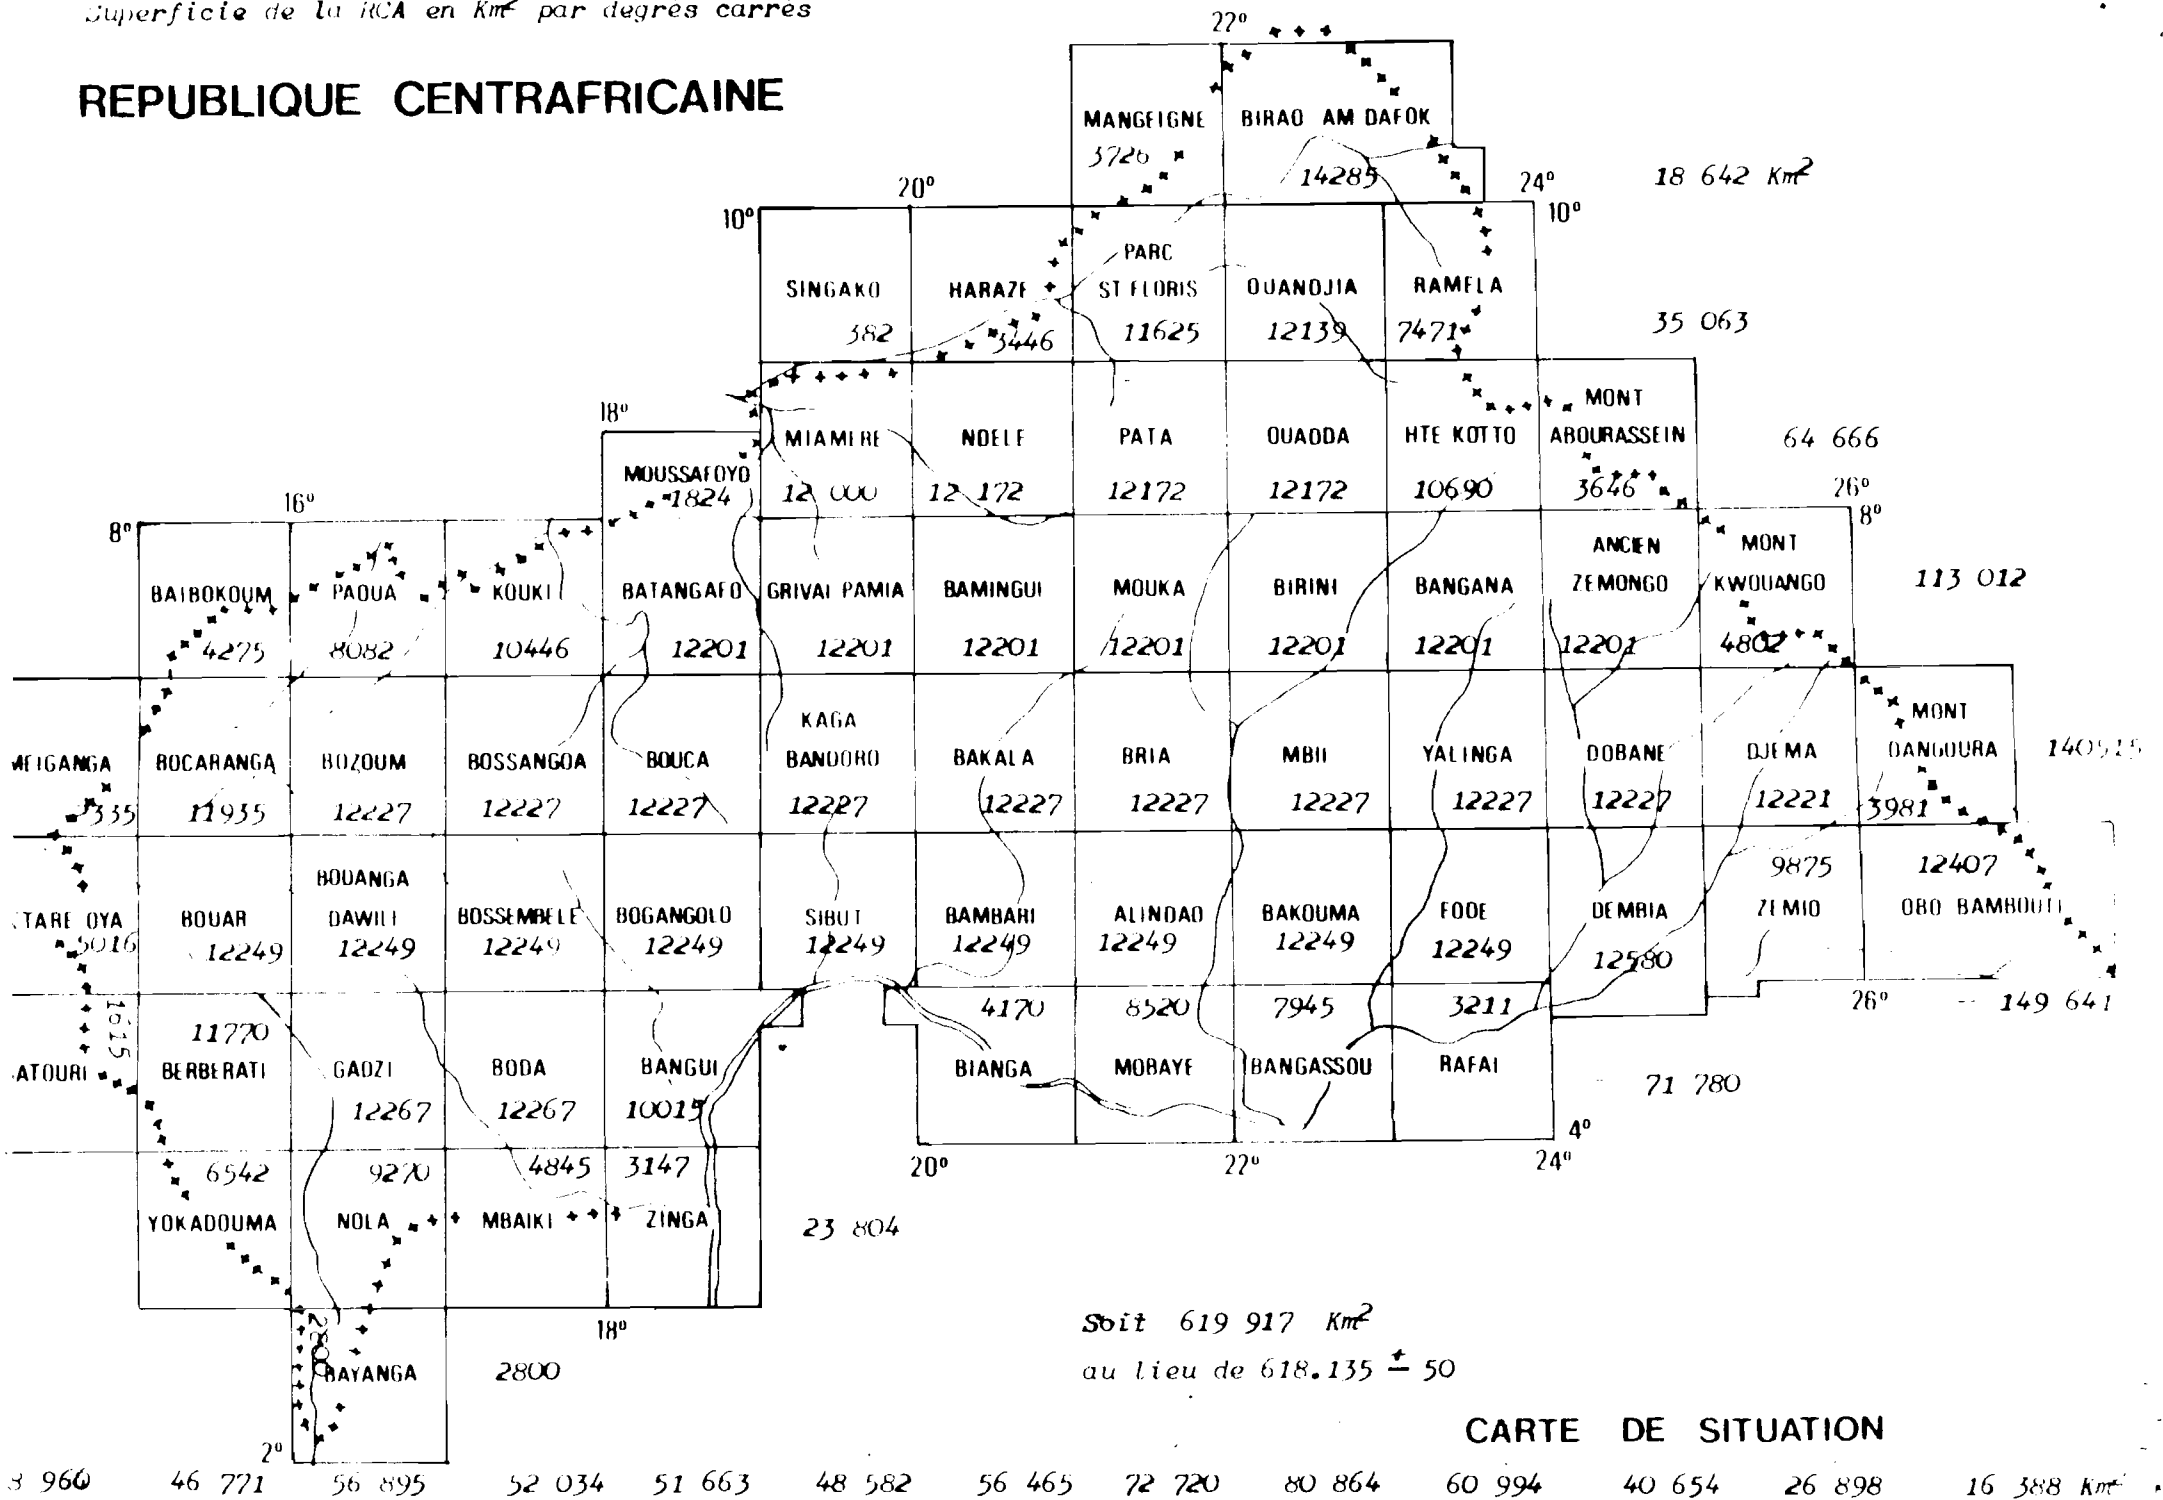 Superficie de la RCA en Km² par degrés carrés
REPUBLIQUE CENTRAFRICAINE
22°
MANGEIGNE BIRAO AM DAFOK
3726 14285 18 642 Km²
20° 24°
10° 10°
PARC
SINGAKO HARAZE ST FLORIS OUANDJIA RAMELA
382 3446 11625 12139 7471 35 063
18° MONT
MIAMERE NDELE PATA OUADDA HTE KOTTO ABOURASSEIN 64 666
MOUSSAFOYO
1824 12 000 12 172 12172 12172 10690 3646 26°
16°
8° 8°
ANCIEN MONT
BAIBOKOUM PAOUA KOUKI BATANGAFO GRIVAI PAMIA BAMINGUI MOUKA BIRINI BANGANA ZEMONGO KWOUANGO 113 012
4275 8082 10446 12201 12201 12201 12201 12201 12201 12201 4802
KAGA MONT
MEIGANGA BOCARANGA BOZOUM BOSSANGOA BOUCA BANDORO BAKALA BRIA MBII YALINGA DOBANE DJEMA DANGOURA 140515
335 11935 12227 12227 12227 12227 12227 12227 12227 12227 12227 12221 3981
BODANGA 9875 12407
TARE OYA BOUAR DAWILI BOSSEMBELE BOGANGOLO SIBUT BAMBARI ALINDAO BAKOUMA FODE DEMBIA ZEMIO OBO BAMBOUTI
5016 12249 12249 12249 12249 12249 12249 12249 12249 12249 12580
26° 149 641
1615 11770 4170 8520 7945 3211
ATOURI BERBERATI GADZI BODA BANGUI BIANGA MOBAYE BANGASSOU RAFAI 71 780
12267 12267 10015
4°
6542 9270 4845 3147 20° 22° 24°
YOKADOUMA NOLA MBAIKI ZINGA 23 804
18°
2800
BAYANGA 2800
Soit 619 917 Km²
au lieu de 618.135 ± 50
2°
CARTE DE SITUATION
960 46 771 56 895 52 034 51 663 48 582 56 465 72 720 80 864 60 994 40 654 26 898 16 388 Km²